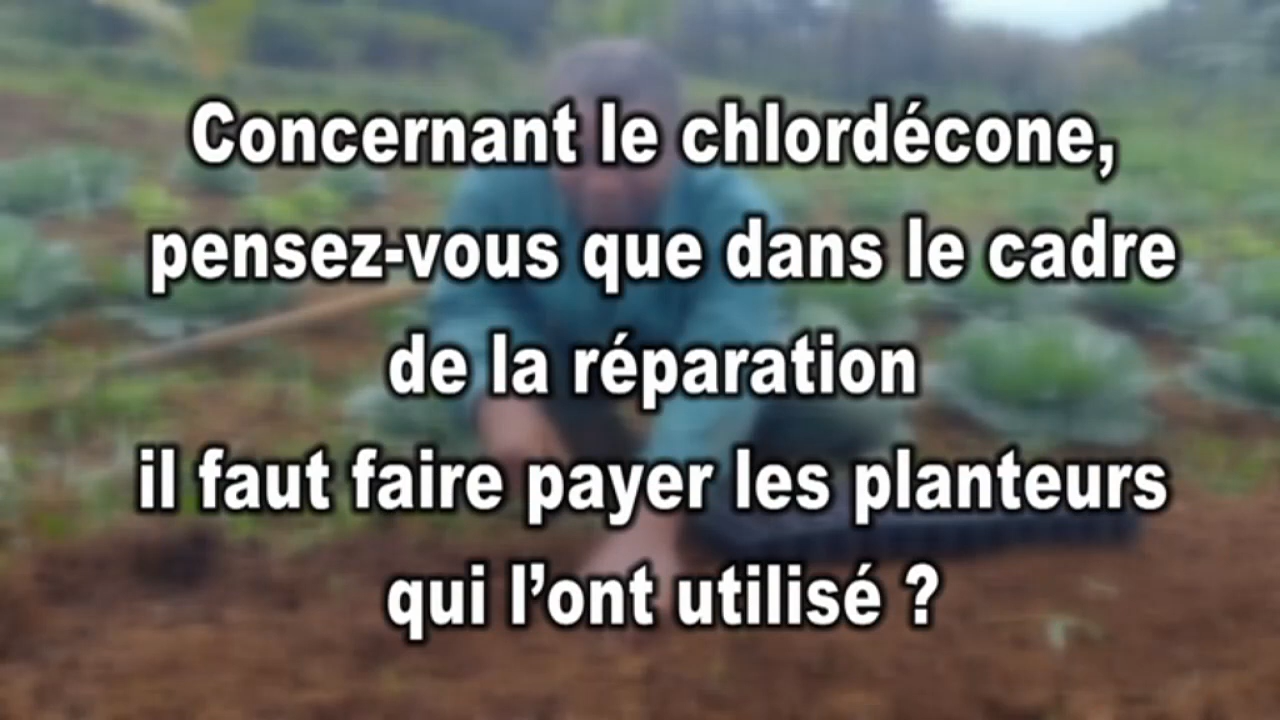 Concernant le chlordécone,
pensez-vous que dans le cadre
de la réparation
il faut faire payer les planteurs
qui l'ont utilisé ?